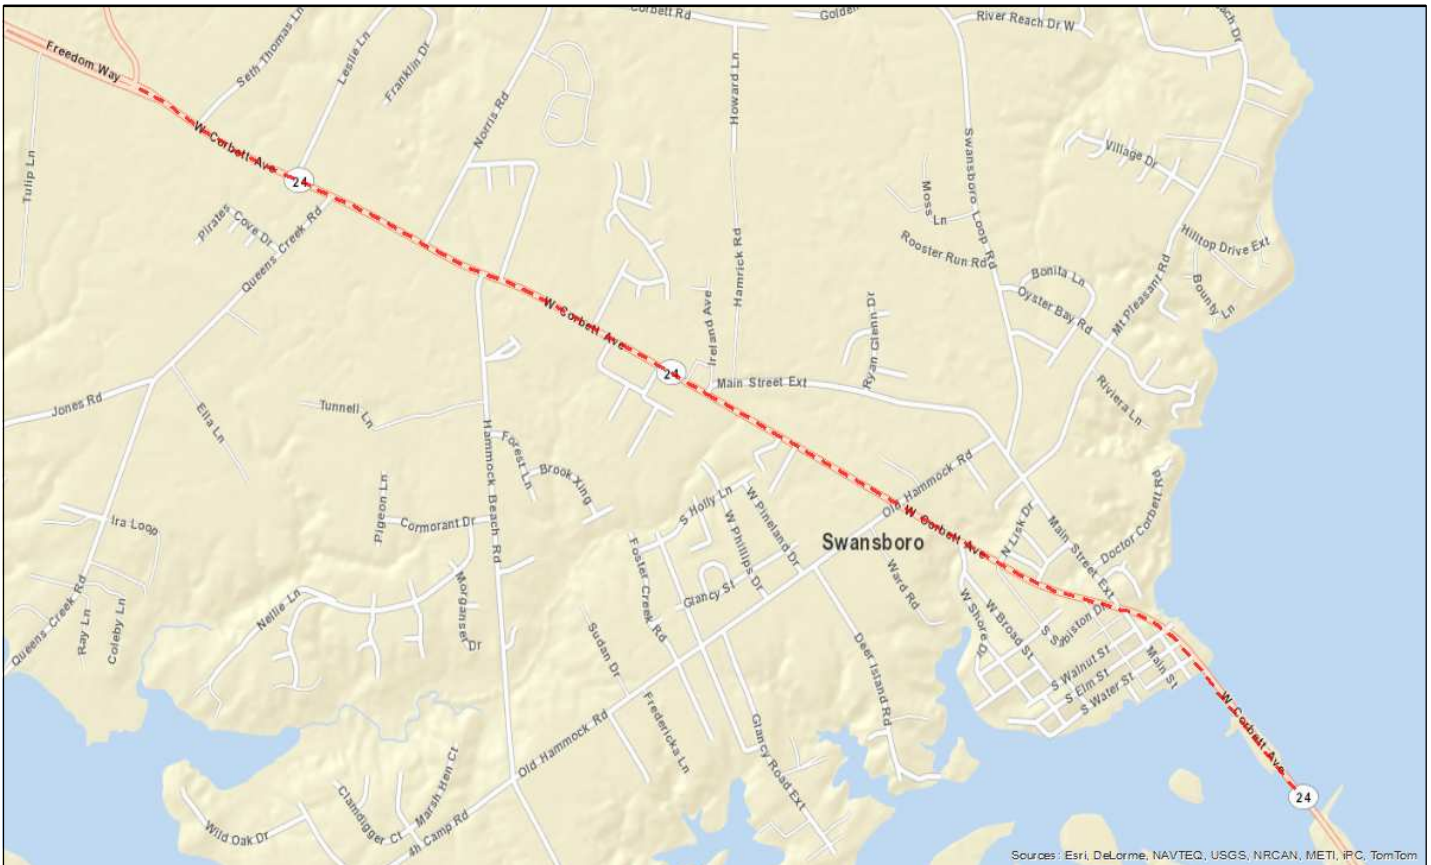 Corbett Rd
Golden
River Reach Dr W
Reach Dr
Freedom Way
Seth Thomas Ln
Leslie Ln
Franklin Dr
Norris Rd
Howard Ln
Swansboro Loop Rd
Village Dr
Tulip Ln
W Corbett Ave
24
Pirates Cove Dr
Queens Creek Rd
Moss Ln
Rooster Run Rd
Hilltop Drive Ext
Bonita Ln
Bounty Ln
Oyster Bay Rd
Mt Pleasant Rd
Hamrick Rd
Ireland Ave
Ryan Glenn Dr
W Corbett Ave
24
Main Street Ext
Riviera Ln
Jones Rd
Ella Ln
Tunnell Ln
Hammock Beach Rd
Forest Ln
Brook Xing
Pigeon Ln
Cormorant Dr
Ira Loop
S Holly Ln
W Pineland Dr
W Phillips Dr
Old Hammock Rd
W Corbett Ave
Swansboro
N Lisk Dr
Main Street Ext
Doctor Corbett Rd
Foster Creek Rd
Glancy St
Ward Rd
W Shore Dr
W Broad St
Queens Creek Rd
Ray Ln
Coleby Ln
Nellie Ln
Morganser Dr
Sudan Dr
Deer Island Rd
S Walnut St
S Elm St
S Water St
Main St
Fredericka Ln
Glancy Road Ext
Old Hammock Rd
W Corbett Ave
24
Wild Oak Dr
Clamdigger Ct
Marsh Hen Ct
4h Camp Rd
Sources: Esri, DeLorme, NAVTEQ, USGS, NRCAN, METI, iPC, TomTom